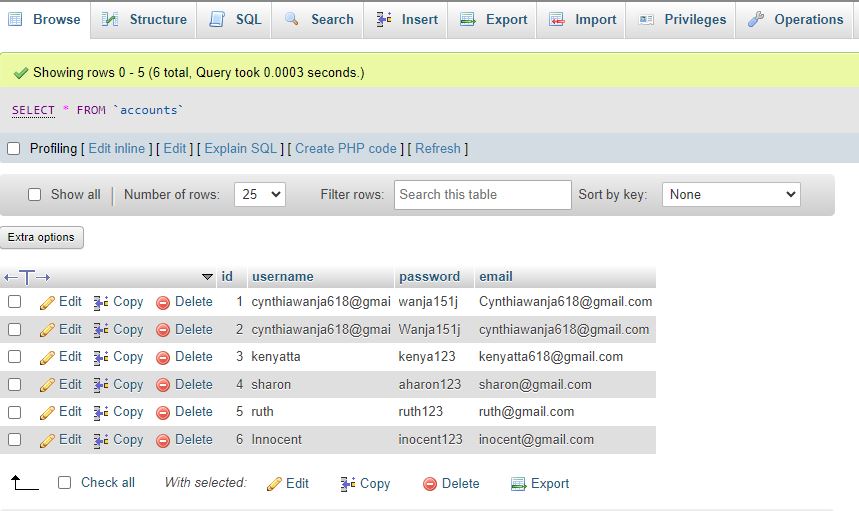 Browse Structure SQL Search Insert Export Import Privileges Operations
Showing rows 0 - 5 (6 total, Query took 0.0003 seconds.)
SELECT * FROM `accounts`
Profiling [ Edit inline ] [ Edit ] [ Explain SQL ] [ Create PHP code ] [ Refresh ]
Show all Number of rows: 25 Filter rows: Search this table Sort by key: None
Extra options
←T→ id username password email
Edit Copy Delete 1 cynthiawanja618@gmai wanja151j Cynthiawanja618@gmail.com
Edit Copy Delete 2 cynthiawanja618@gmai Wanja151j cynthiawanja618@gmail.com
Edit Copy Delete 3 kenyatta kenya123 kenyatta618@gmail.com
Edit Copy Delete 4 sharon aharon123 sharon@gmail.com
Edit Copy Delete 5 ruth ruth123 ruth@gmail.com
Edit Copy Delete 6 Innocent inocent123 inocent@gmail.com
Check all With selected: Edit Copy Delete Export